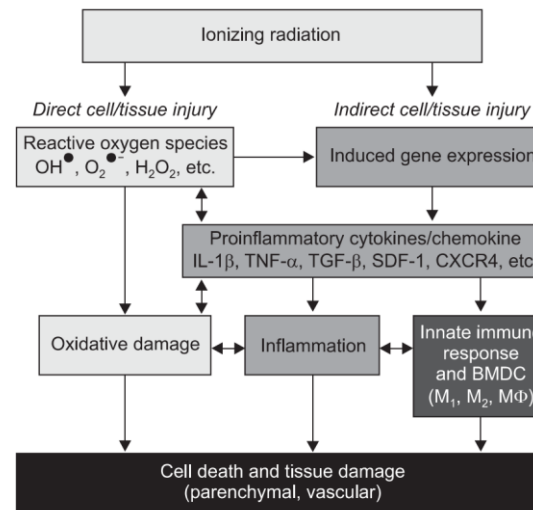 Ionizing radiation
Direct cell/tissue injury
Indirect cell/tissue injury
Reactive oxygen species
OH●, O₂●⁻, H₂O₂, etc.
Induced gene expression
Proinflammatory cytokines/chemokine
IL-1β, TNF-α, TGF-β, SDF-1, CXCR4, etc
Oxidative damage
Inflammation
Innate immune
response
and BMDC
(M₁, M₂, MΦ)
Cell death and tissue damage
(parenchymal, vascular)